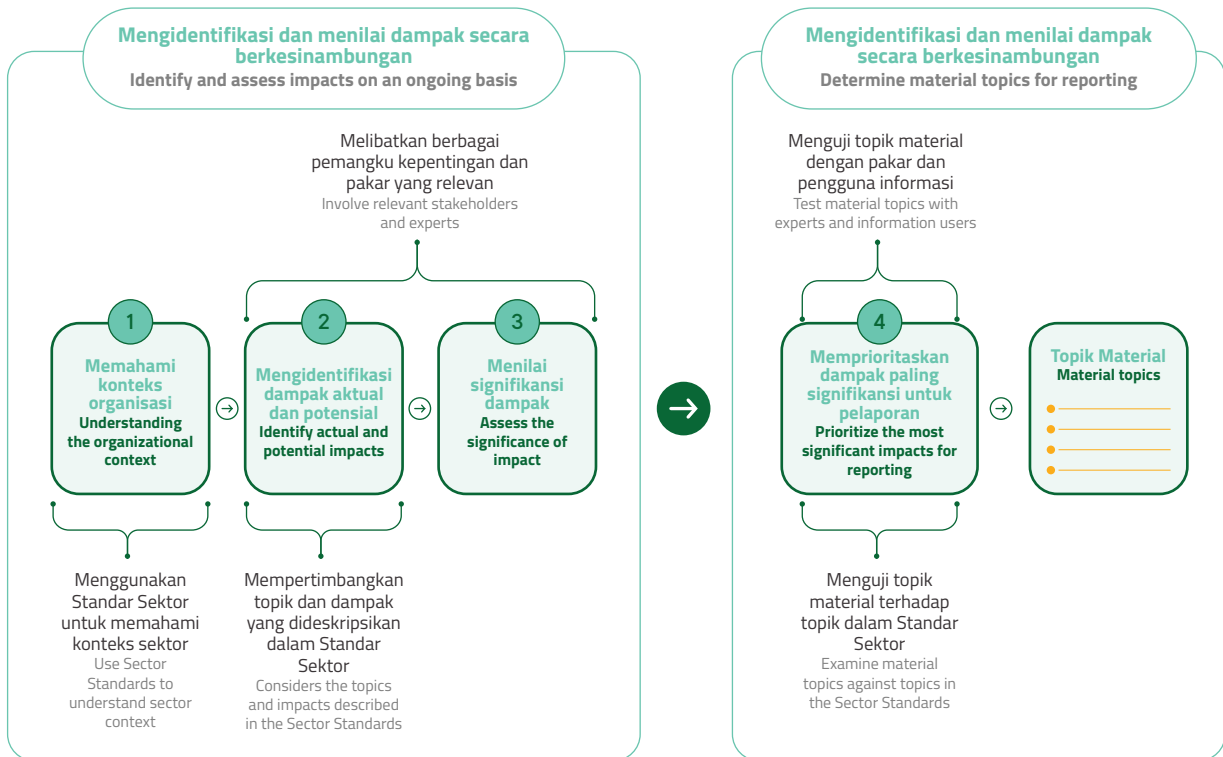 Mengidentifikasi dan menilai dampak secara
berkesinambungan
Identify and assess impacts on an ongoing basis
Melibatkan berbagai
pemangku kepentingan dan
pakar yang relevan
Involve relevant stakeholders
and experts
1
Memahami
konteks
organisasi
Understanding
the organizational
context
2
Mengidentifikasi
dampak aktual
dan potensial
Identify actual and
potential impacts
3
Menilai
signifikansi
dampak
Assess the
significance of
impact
Menggunakan
Standar Sektor
untuk memahami
konteks sektor
Use Sector
Standards to
understand sector
context
Mempertimbangkan
topik dan dampak
yang dideskripsikan
dalam Standar
Sektor
Considers the topics
and impacts described
in the Sector Standards
Mengidentifikasi dan menilai dampak
secara berkesinambungan
Determine material topics for reporting
Menguji topik material
dengan pakar dan
pengguna informasi
Test material topics with
experts and information users
4
Memprioritaskan
dampak paling
signifikansi untuk
pelaporan
Prioritize the most
significant impacts for
reporting
Topik Material
Material topics
Menguji topik
material terhadap
topik dalam Standar
Sektor
Examine material
topics against topics in
the Sector Standards